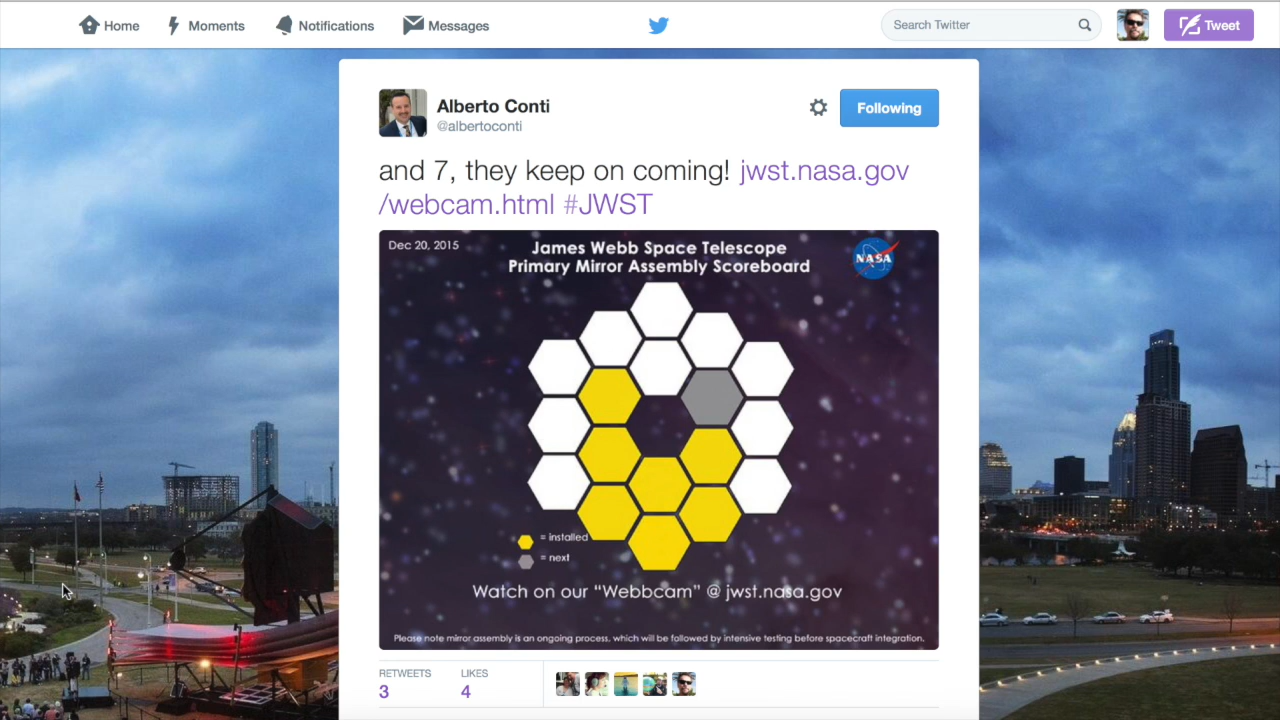 Home Moments Notifications Messages Search Twitter Tweet
Alberto Conti
@albertoconti
Following
and 7, they keep on coming! jwst.nasa.gov
/webcam.html #JWST
Dec 20, 2015
James Webb Space Telescope
Primary Mirror Assembly Scoreboard
NASA
= installed
= next
Watch on our “Webbcam” @ jwst.nasa.gov
Please note mirror assembly is an ongoing process, which will be followed by intensive testing before spacecraft integration.
RETWEETS LIKES
3 4